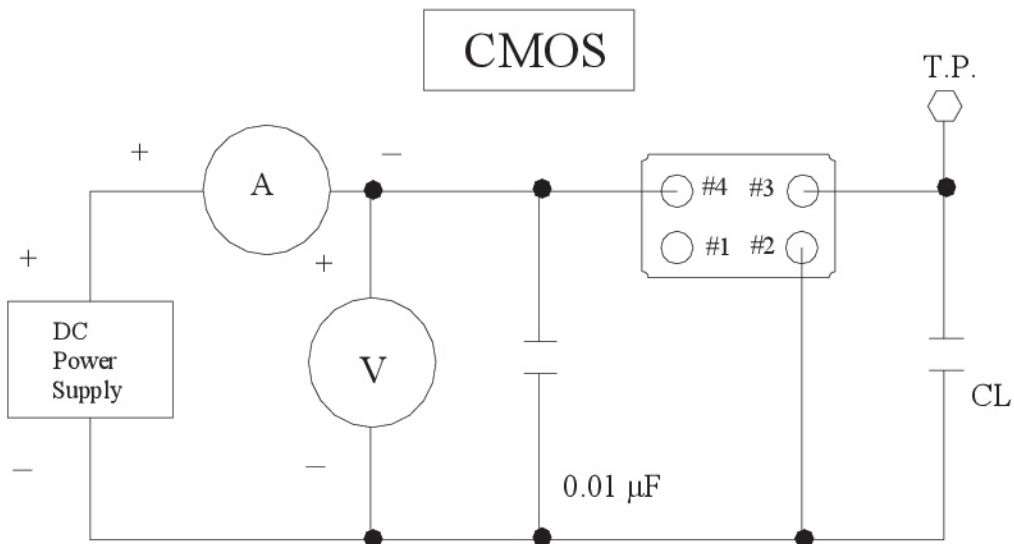 CMOS
T.P.
+
A
−
#4 #3
#1 #2
+
+
DC
Power
Supply
V
CL
−
−
0.01 μF